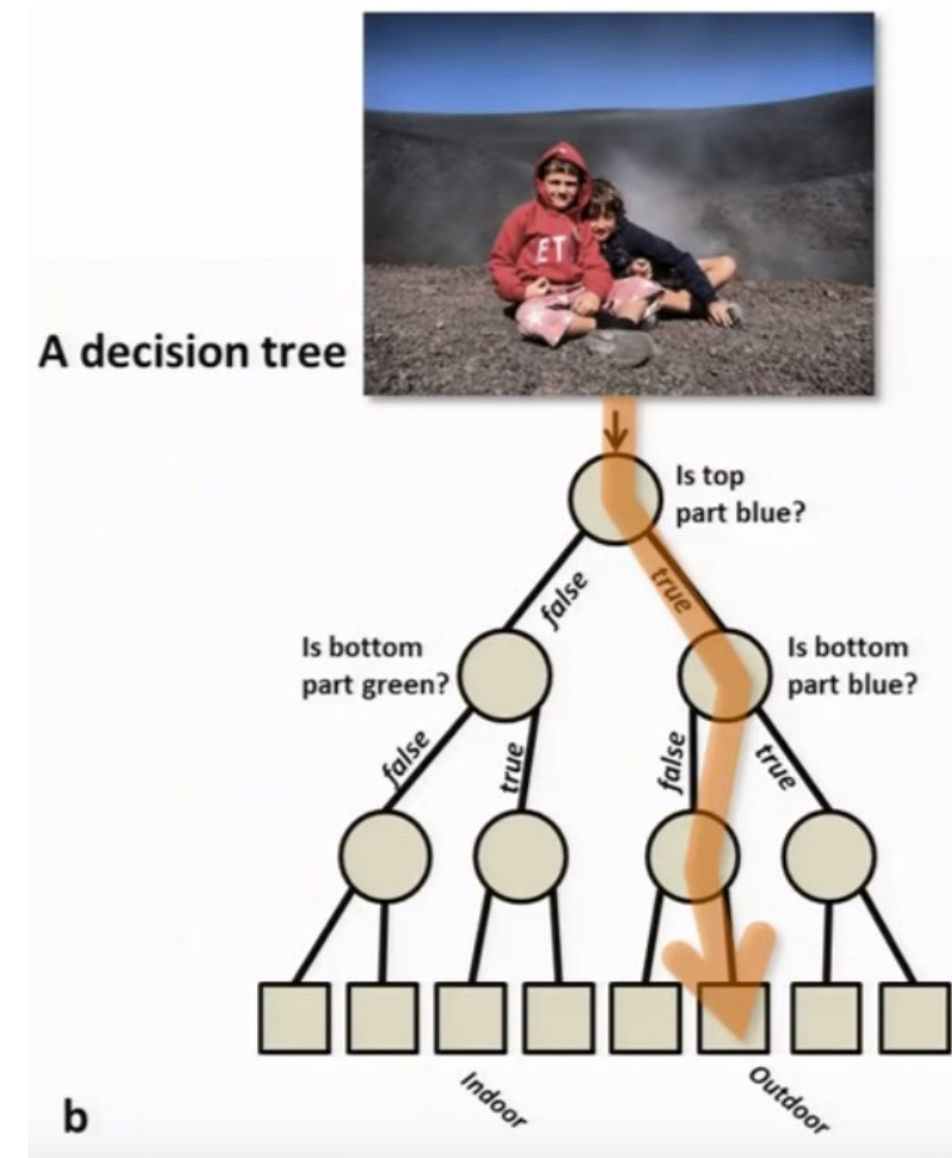 ET
A decision tree
Is top
part blue?
false
true
Is bottom
part green?
Is bottom
part blue?
false
true
false
true
Indoor
Outdoor
b